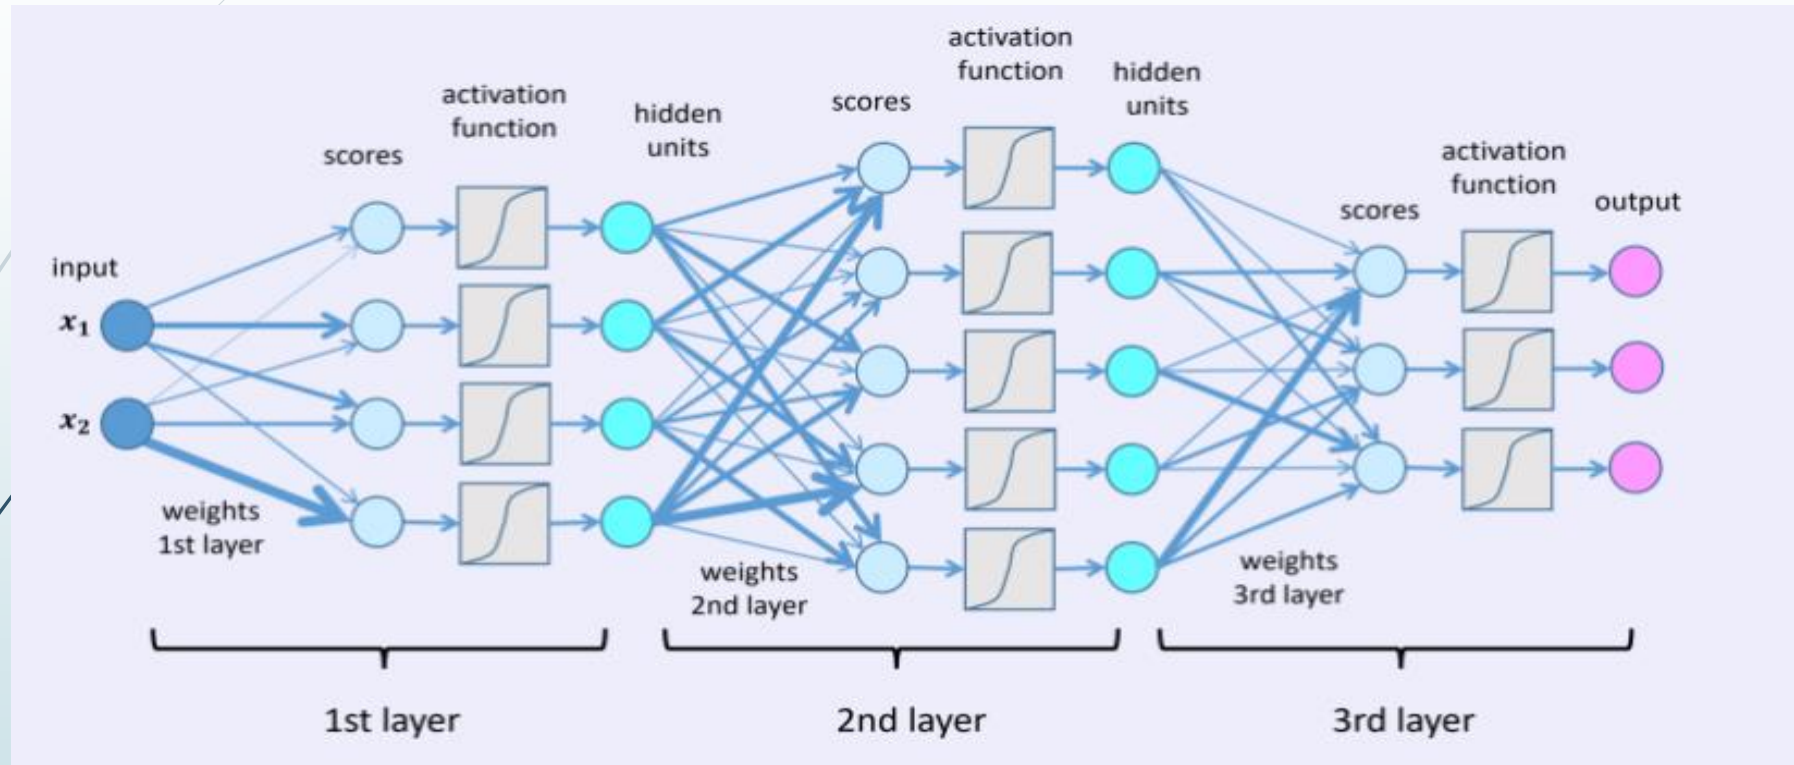 input
x₁
x₂
weights
1st layer
scores
activation
function
hidden
units
weights
2nd layer
scores
activation
function
hidden
units
weights
3rd layer
scores
activation
function
output
1st layer
2nd layer
3rd layer